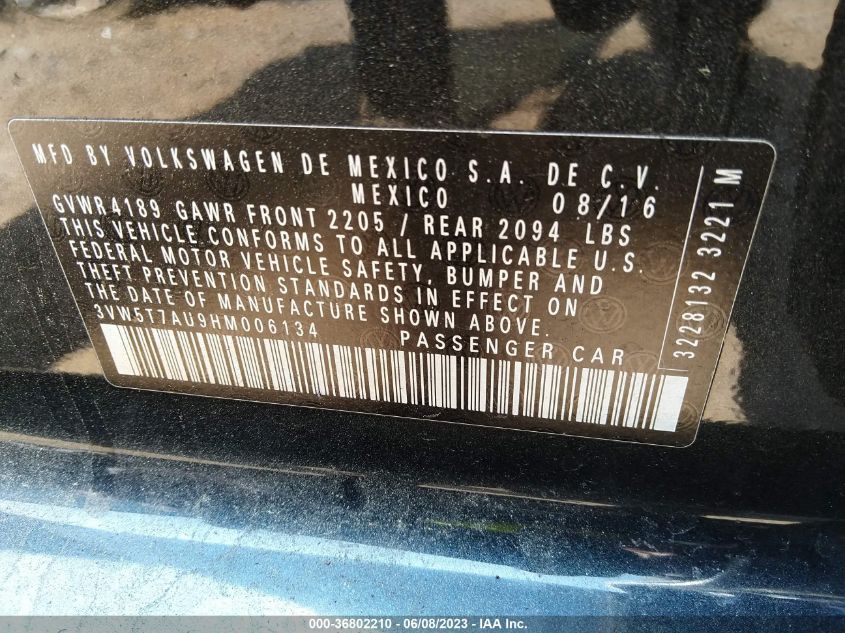 MFD BY VOLKSWAGEN DE MEXICO S.A. DE C.V.
MEXICO 08/16
GVWR4189 GAWR FRONT 2205 / REAR 2094 LBS
THIS VEHICLE CONFORMS TO ALL APPLICABLE U.S.
FEDERAL MOTOR VEHICLE SAFETY, BUMPER AND
THEFT PREVENTION STANDARDS IN EFFECT ON
THE DATE OF MANUFACTURE SHOWN ABOVE.
3VW5T7AU9HM006134 PASSENGER CAR
3228132 3221 M
000-36802210 - 06/08/2023 - IAA Inc.